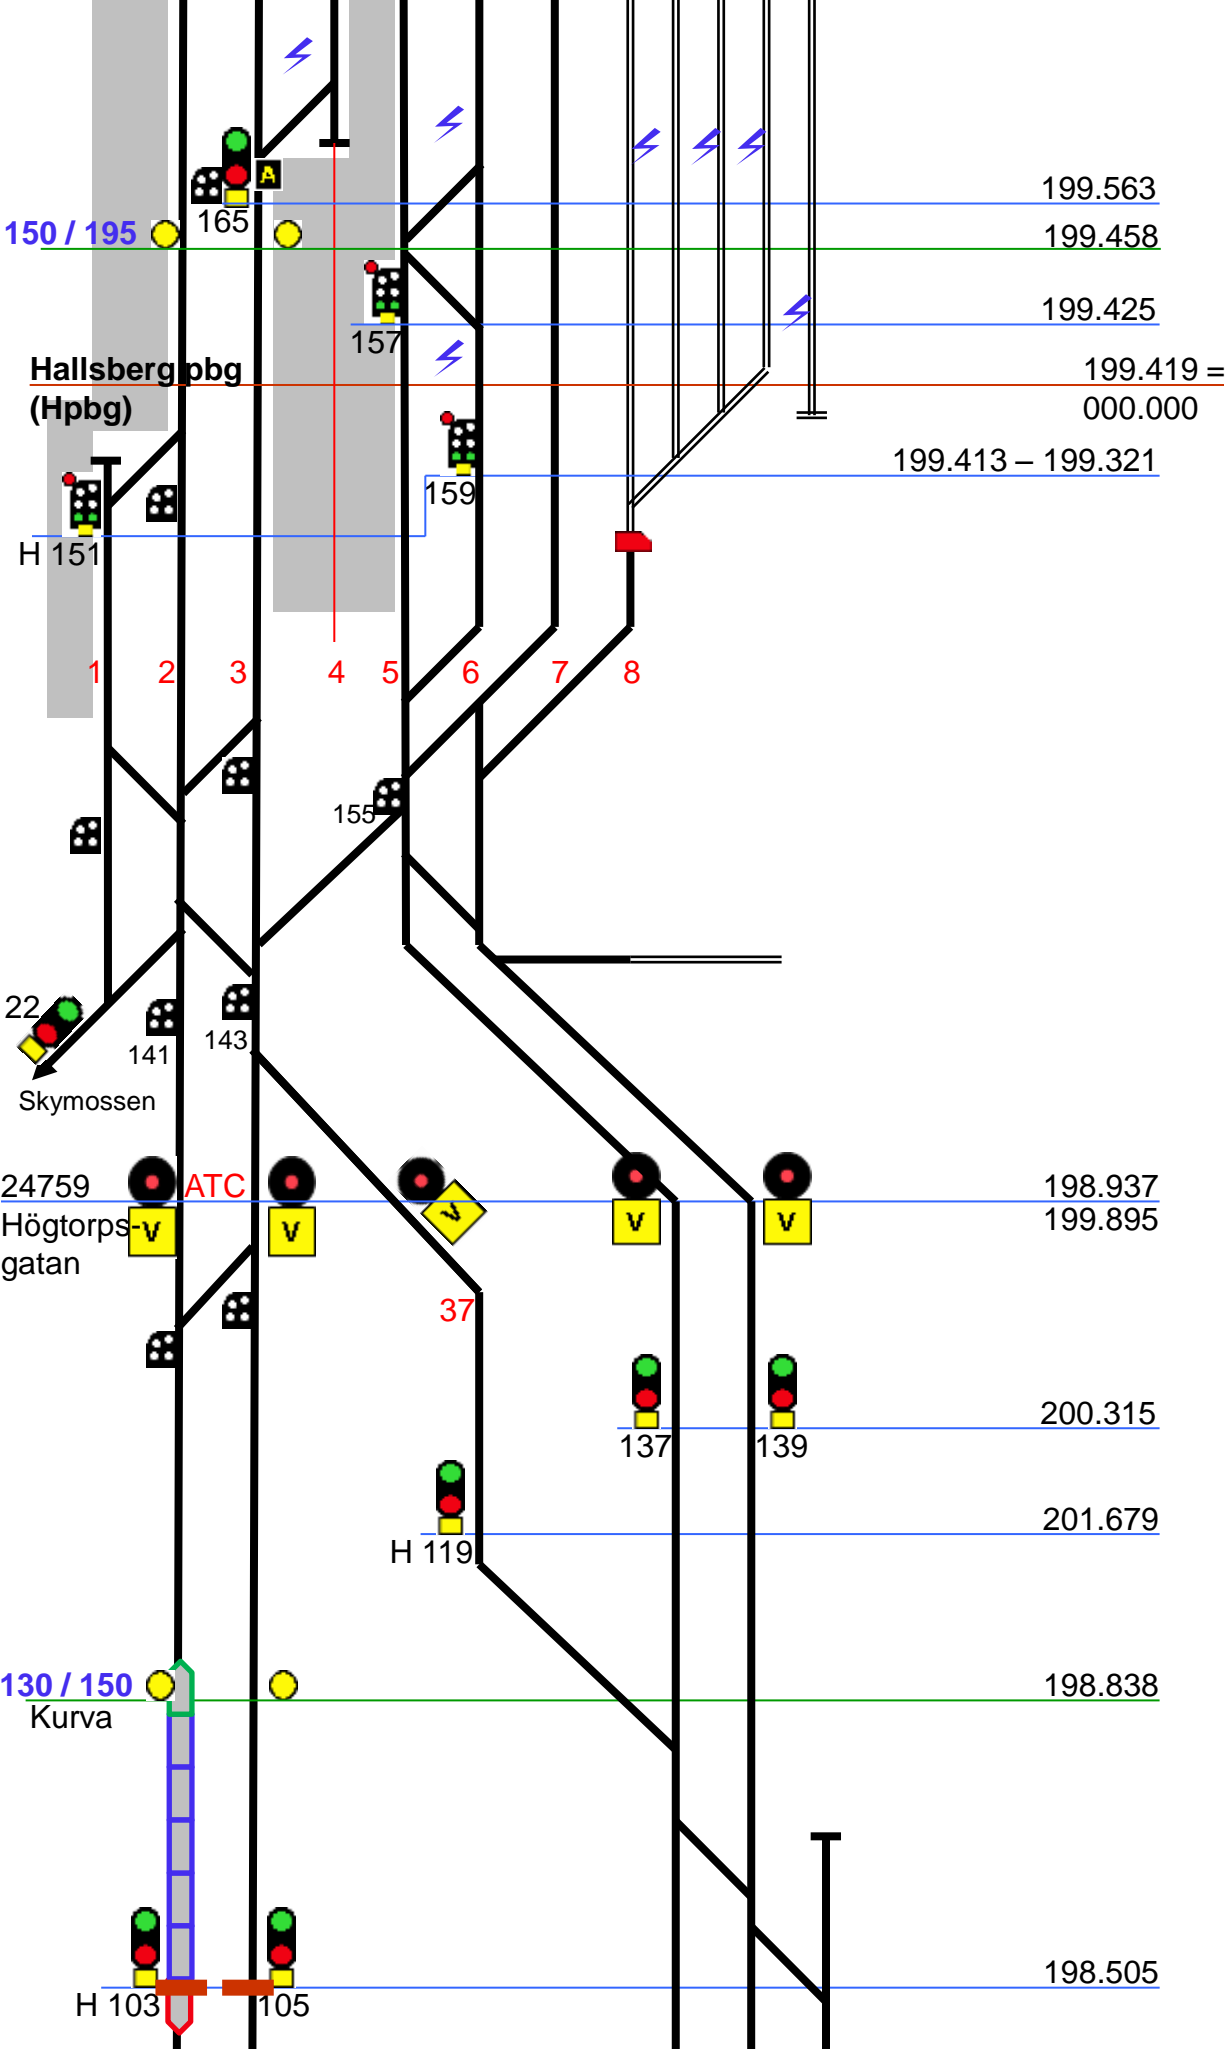 A
199.563
165
150 / 195
199.458
199.425
157
Hallsberg pbg
199.419 =
(Hpbg)
000.000
199.413 – 199.321
159
H 151
1 2 3 4 5 6 7 8
155
22
141
143
Skymossen
24759
ATC
198.937
Högtorps-
199.895
gatan
V V V V V
37
200.315
137
139
201.679
H 119
130 / 150
198.838
Kurva
198.505
H 103
105